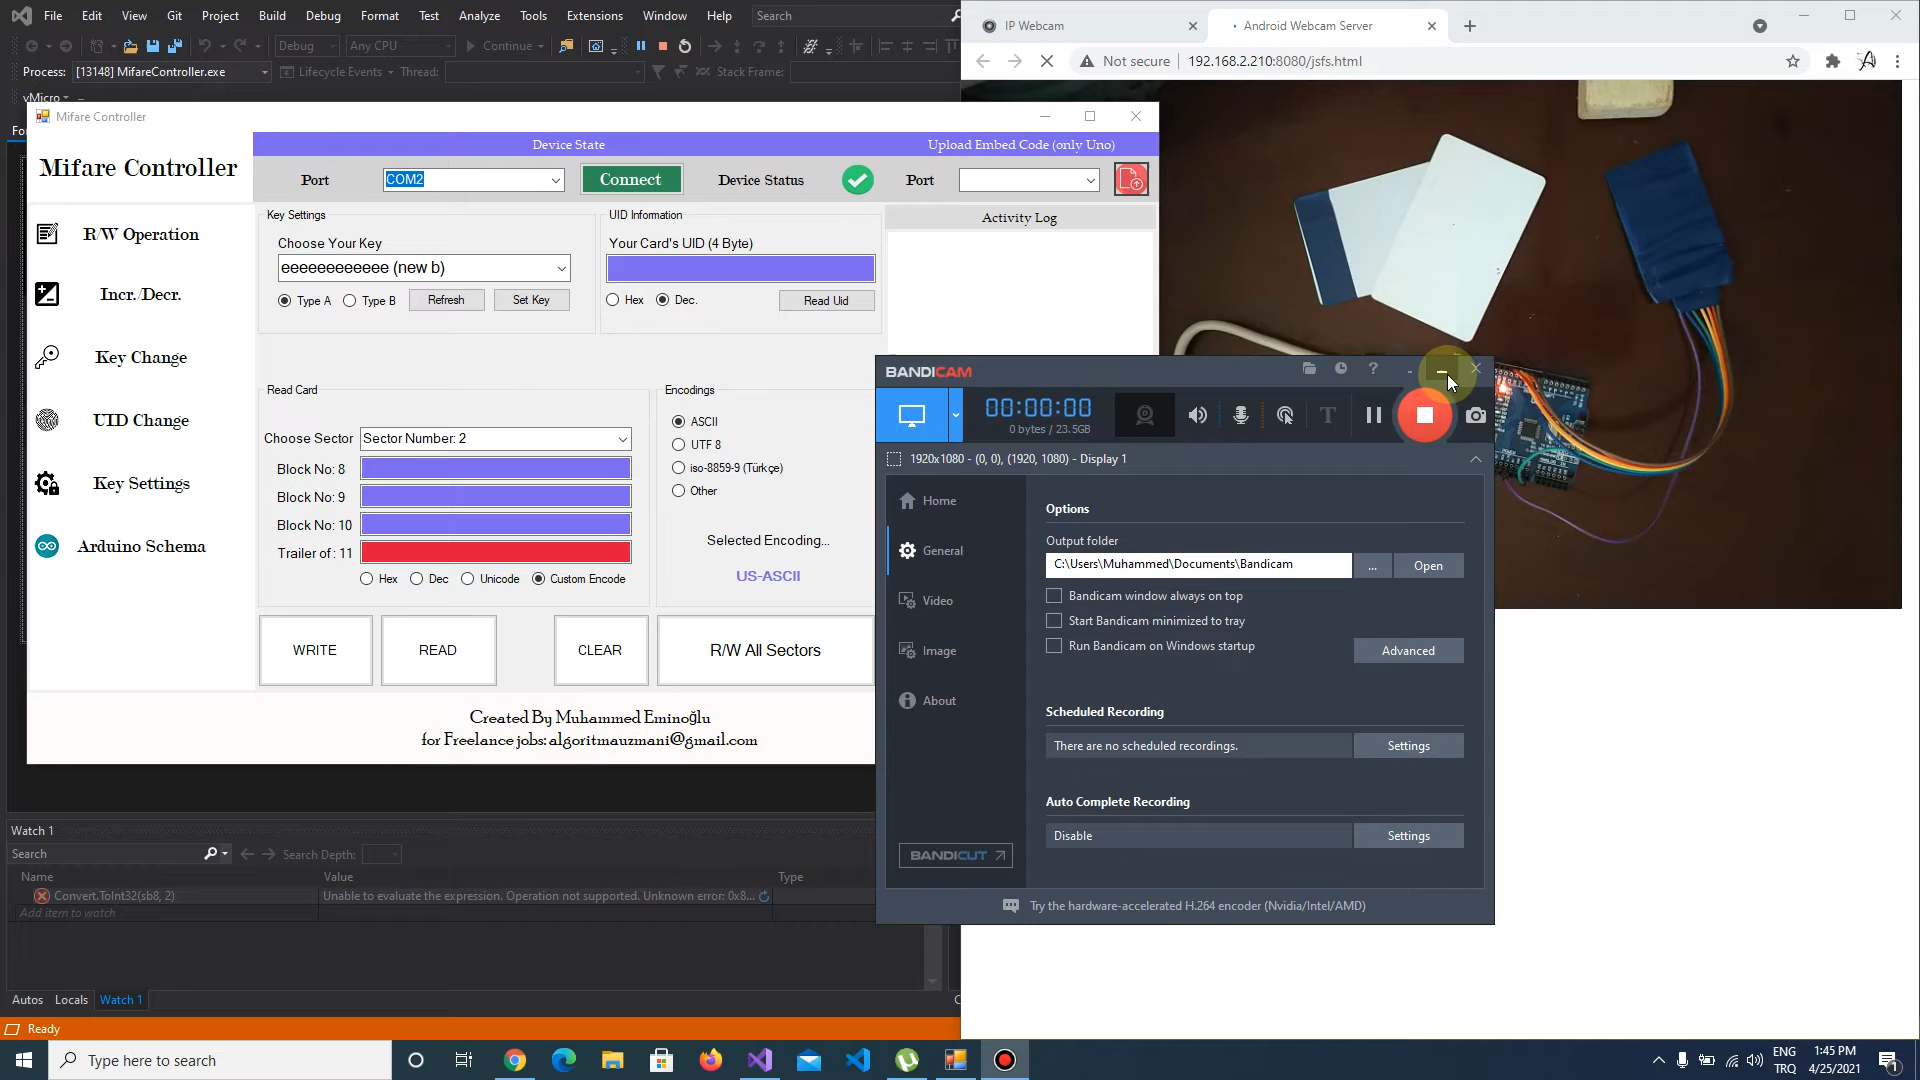 File Edit View Git Project Build Debug Format Test Analyze Tools Extensions Window Help Search
Debug Any CPU Continue
Process: [13148] MifareController.exe Lifecycle Events Thread: Stack Frame:
vMicro
IP Webcam
Android Webcam Server
Not secure 192.168.2.210:8080/jsfs.html
Mifare Controller
Mifare Controller
Device State
Upload Embed Code (only Uno)
Port COM2 Connect Device Status Port
R/W Operation
Incr./Decr.
Key Change
UID Change
Key Settings
Arduino Schema
Key Settings
Choose Your Key
eeeeeeeeeeee (new b)
Type A Type B Refresh Set Key
UID Information
Your Card's UID (4 Byte)
Hex Dec. Read Uid
Activity Log
Read Card
Choose Sector Sector Number: 2
Block No: 8
Block No: 9
Block No: 10
Trailer of : 11
Hex Dec Unicode Custom Encode
Encodings
ASCII
UTF 8
iso-8859-9 (Türkçe)
Other
Selected Encoding...
US-ASCII
WRITE READ CLEAR R/W All Sectors
Created By Muhammed Eminoğlu
for Freelance jobs: algoritmauzmani@gmail.com
BANDICAM
00:00:00
0 bytes / 23.5GB
1920x1080 - (0, 0), (1920, 1080) - Display 1
Home
General
Video
Image
About
BANDICUT
Options
Output folder
C:\Users\Muhammed\Documents\Bandicam ... Open
Bandicam window always on top
Start Bandicam minimized to tray
Run Bandicam on Windows startup
Advanced
Scheduled Recording
There are no scheduled recordings. Settings
Auto Complete Recording
Disable Settings
Try the hardware-accelerated H.264 encoder (Nvidia/Intel/AMD)
Watch 1
Search Search Depth:
Name Value Type
Convert.ToInt32(sb8, 2) Unable to evaluate the expression. Operation not supported. Unknown error: 0x8...
Add item to watch
Autos Locals Watch 1
Ready
Type here to search
ENG
TRQ
1:45 PM
4/25/2021
1